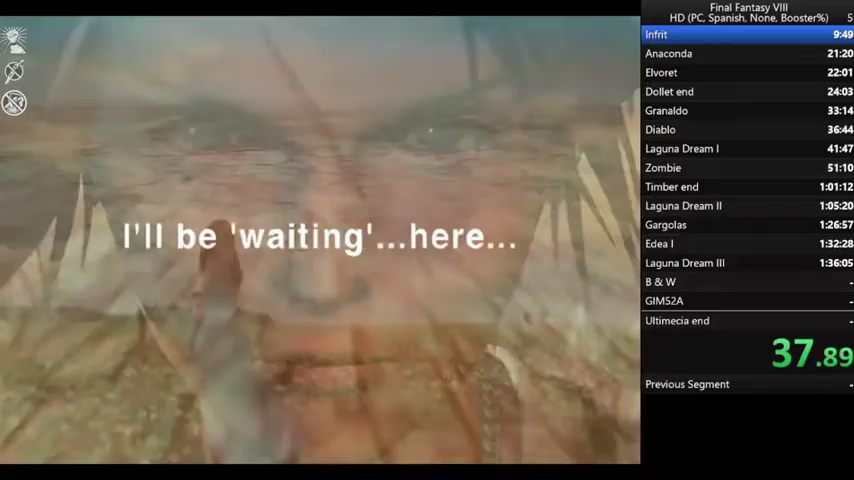 Final Fantasy VIII
HD (PC, Spanish, None, Booster%) 5
Infrit 9:49
Anaconda 21:20
Elvoret 22:01
Dollet end 24:03
Granaldo 33:14
Diablo 36:44
Laguna Dream I 41:47
Zombie 51:10
Timber end 1:01:12
Laguna Dream II 1:05:20
Gargolas 1:26:57
Edea I 1:32:28
Laguna Dream III 1:36:05
B & W -
GIM52A -
Ultimecia end -
37.89
Previous Segment -
I'll be 'waiting'...here...